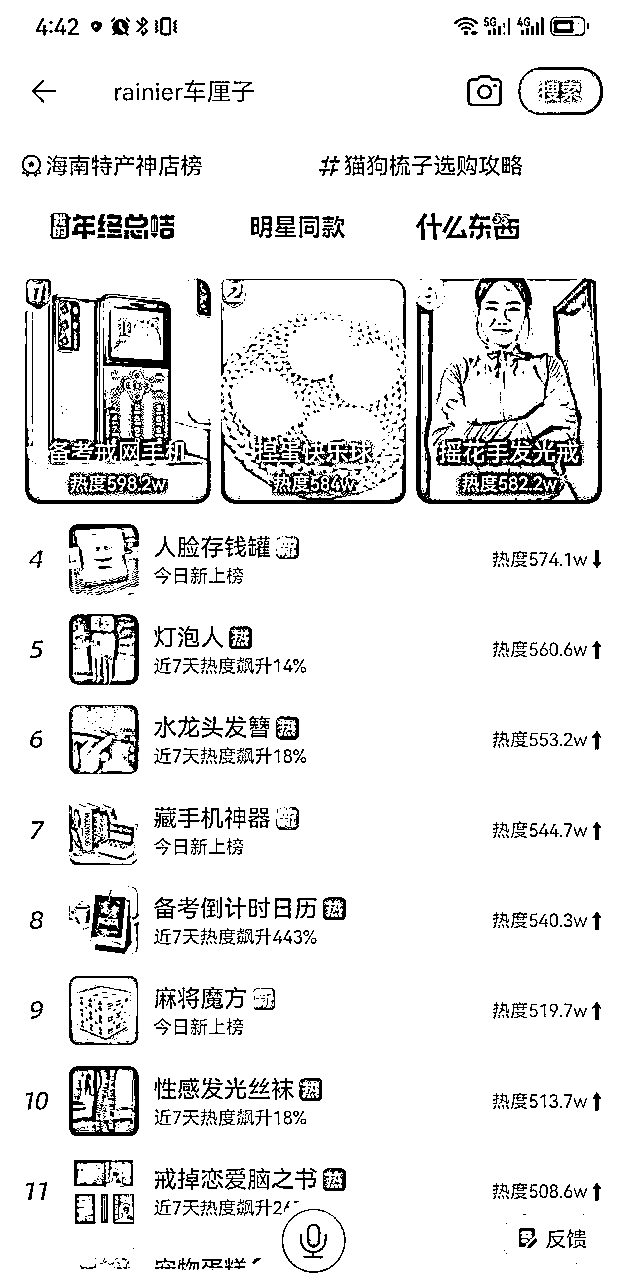 4:42
5G 4G
rainier车厘子
搜索
海南特产神店榜
#猫狗梳子选购攻略
年终总结
明星同款
什么东西
1
备考戒网手机
热度598.2w
2
捏蛋快乐球
热度584w
摇花手发光戒
热度582.2w
4
人脸存钱罐 新
今日新上榜
热度574.1w
5
灯泡人 热
近7天热度飙升14%
热度560.6w
6
水龙头发簪 热
近7天热度飙升18%
热度553.2w
7
藏手机神器 新
今日新上榜
热度544.7w
8
备考倒计时日历 热
近7天热度飙升443%
热度540.3w
9
麻将魔方 新
今日新上榜
热度519.7w
10
性感发光丝袜 热
近7天热度飙升18%
热度513.7w
11
戒掉恋爱脑之书 热
近7天热度飙升
热度508.6w
反馈
宠物蛋糕